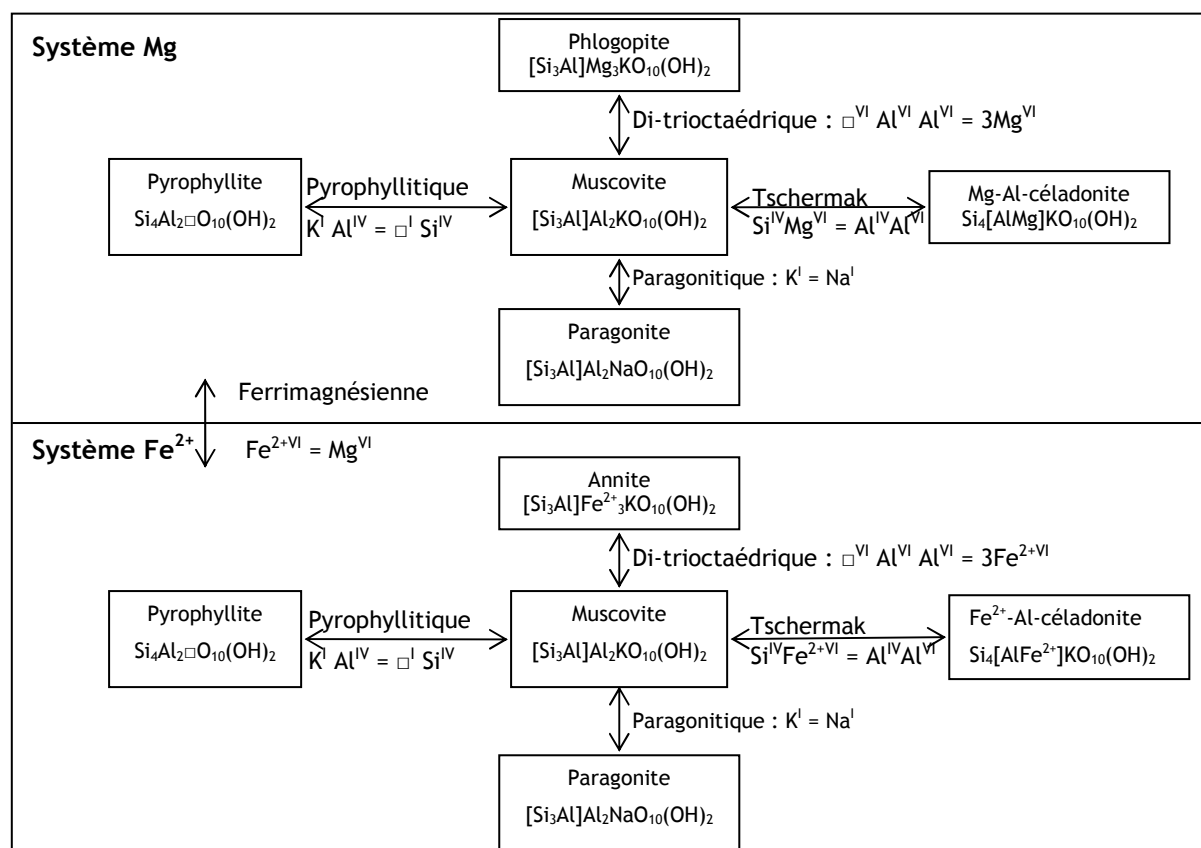 Système Mg
Phlogopite
[Si₃Al]Mg₃KO₁₀(OH)₂
Di-trioctaédrique : □ⱽᴵ Alⱽᴵ Alⱽᴵ = 3Mgⱽᴵ
Pyrophyllite
Si₄Al₂□O₁₀(OH)₂
Pyrophyllitique
Kᴵ Alᴵⱽ = □ᴵ Siᴵⱽ
Muscovite
[Si₃Al]Al₂KO₁₀(OH)₂
Tschermak
SiᴵⱽMgⱽᴵ = AlᴵⱽAlⱽᴵ
Mg-Al-céladonite
Si₄[AlMg]KO₁₀(OH)₂
Paragonitique : Kᴵ = Naᴵ
Paragonite
[Si₃Al]Al₂NaO₁₀(OH)₂
Ferrimagnésienne
Système Fe²⁺
Fe²⁺ⱽᴵ = Mgⱽᴵ
Annite
[Si₃Al]Fe²⁺₃KO₁₀(OH)₂
Di-trioctaédrique : □ⱽᴵ Alⱽᴵ Alⱽᴵ = 3Fe²⁺ⱽᴵ
Pyrophyllite
Si₄Al₂□O₁₀(OH)₂
Pyrophyllitique
Kᴵ Alᴵⱽ = □ᴵ Siᴵⱽ
Muscovite
[Si₃Al]Al₂KO₁₀(OH)₂
Tschermak
SiᴵⱽFe²⁺ⱽᴵ = AlᴵⱽAlⱽᴵ
Fe²⁺-Al-céladonite
Si₄[AlFe²⁺]KO₁₀(OH)₂
Paragonitique : Kᴵ = Naᴵ
Paragonite
[Si₃Al]Al₂NaO₁₀(OH)₂